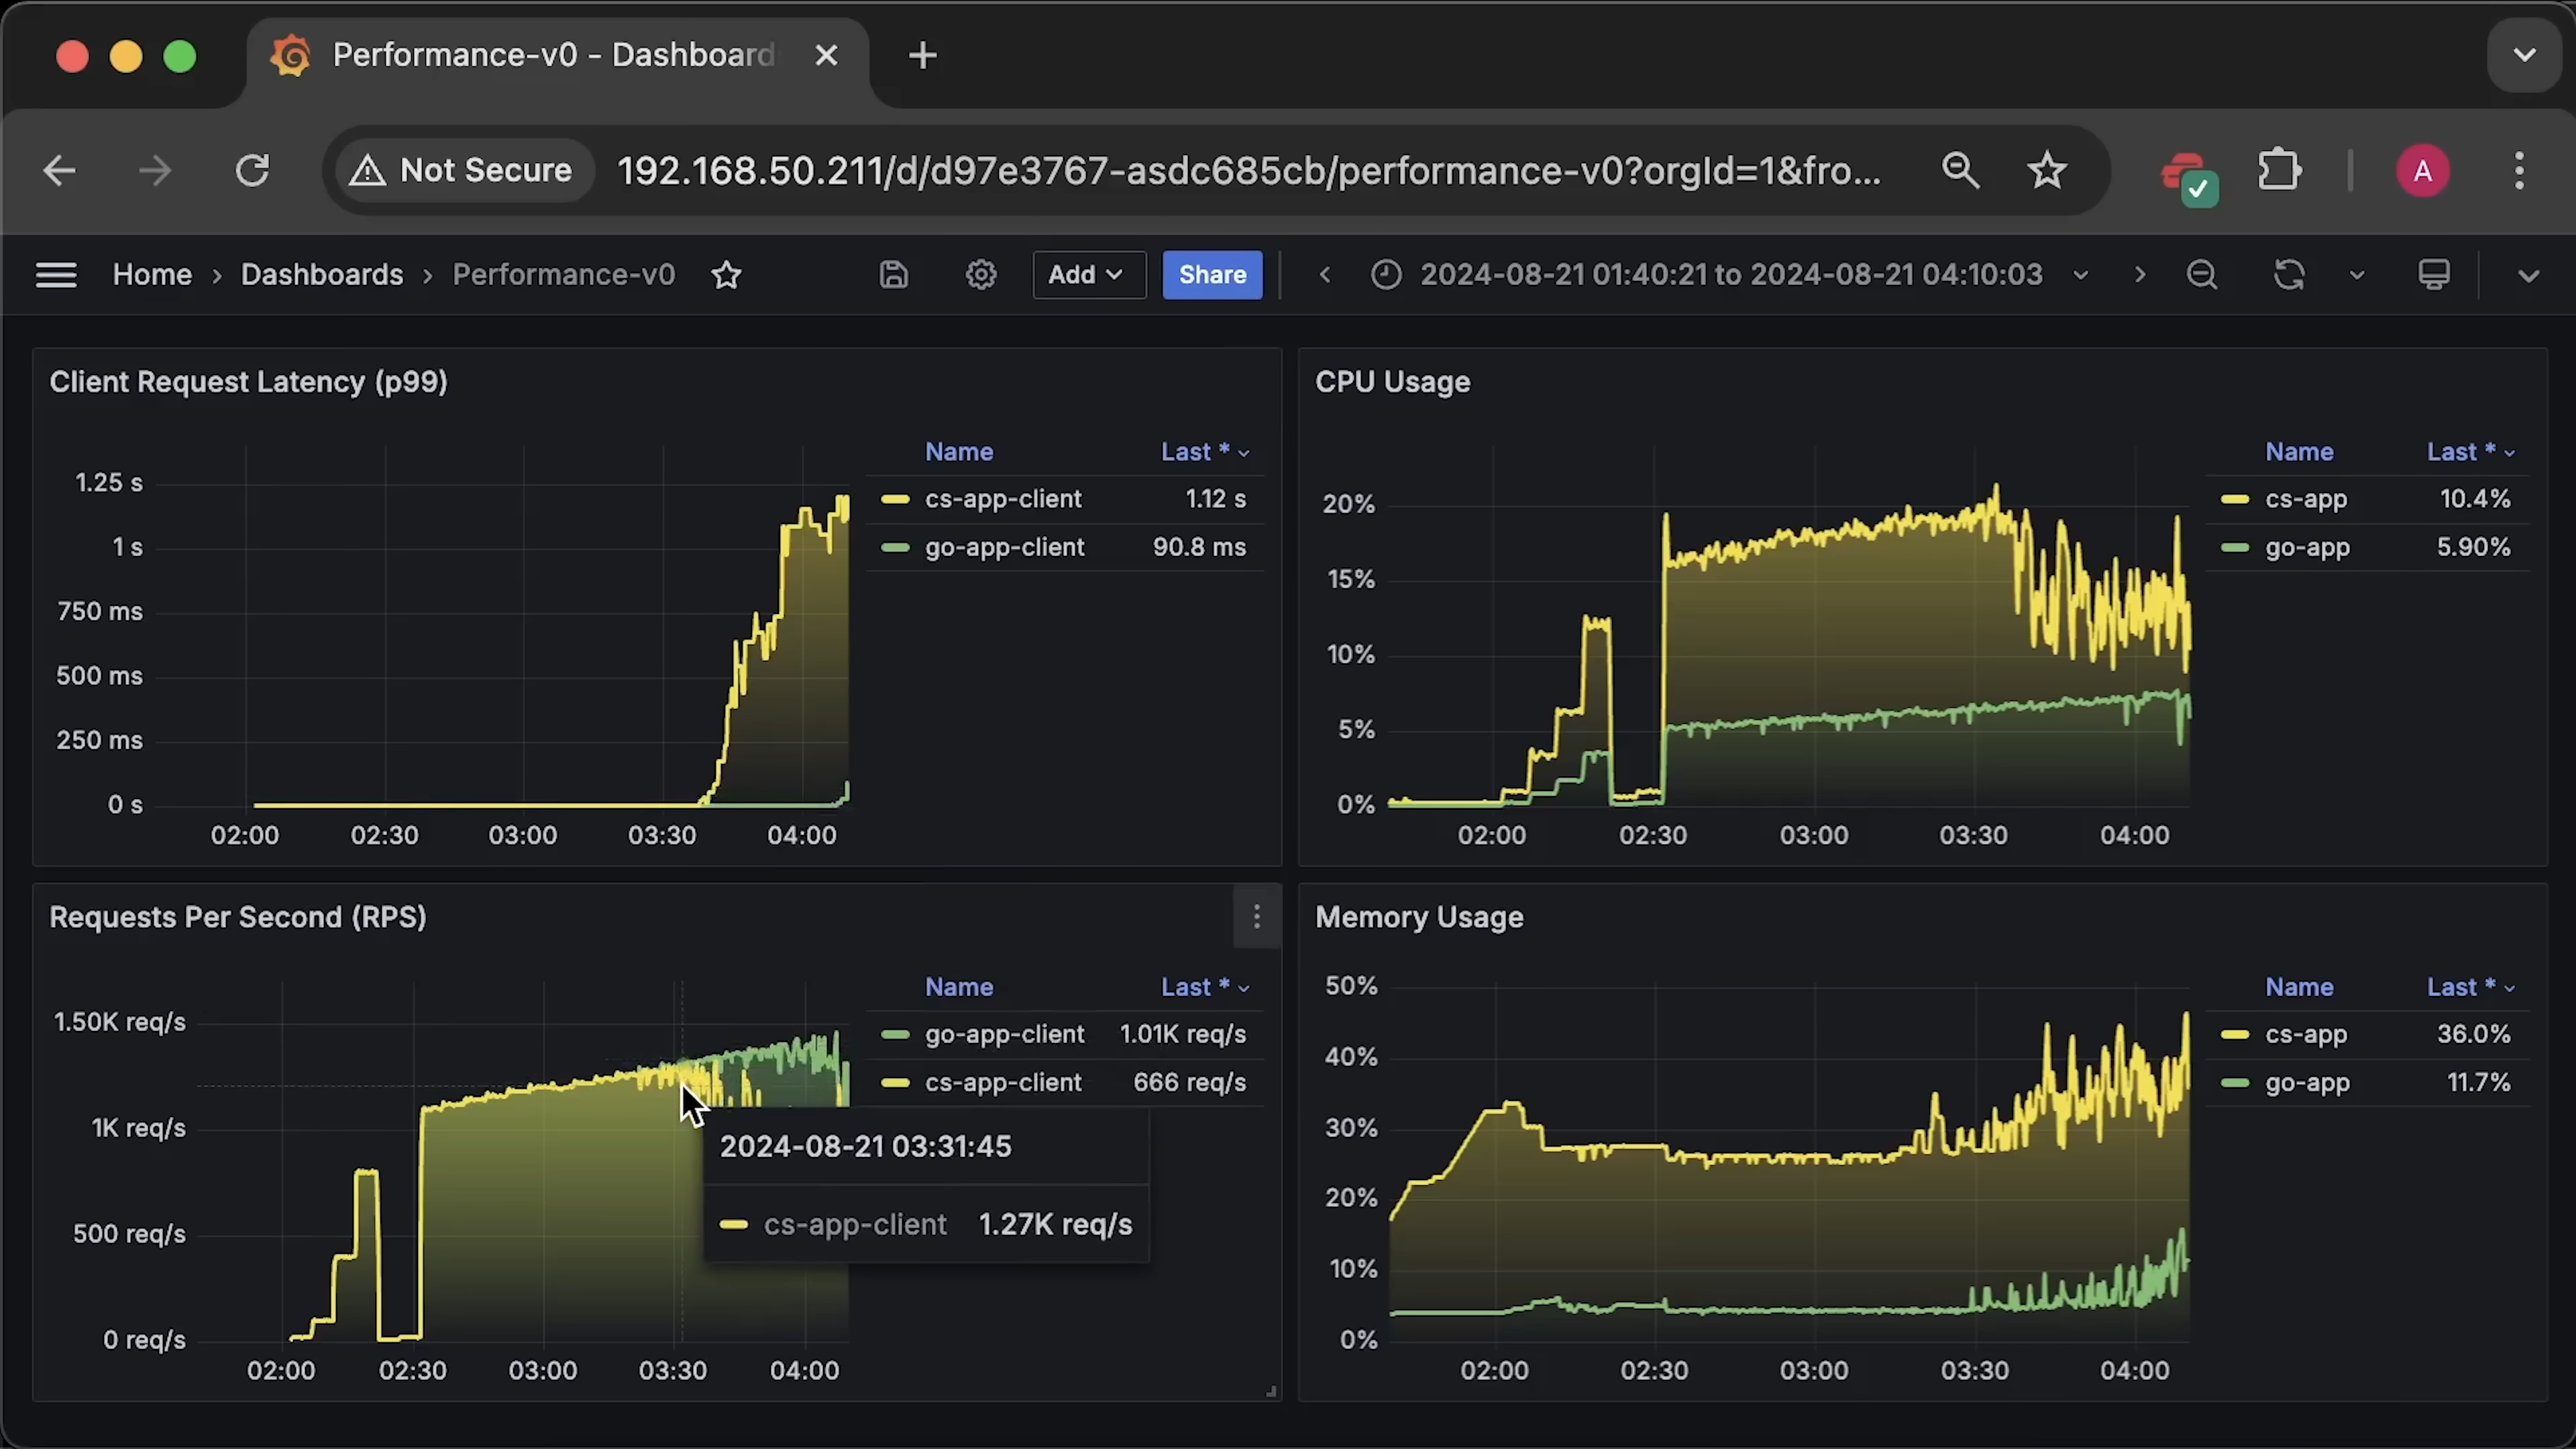 Performance-v0 - Dashboard
Not Secure
192.168.50.211/d/d97e3767-asdc685cb/performance-v0?orgId=1&fro...
A
Home › Dashboards › Performance-v0
Add
Share
2024-08-21 01:40:21 to 2024-08-21 04:10:03
Client Request Latency (p99)
1.25 s
1 s
750 ms
500 ms
250 ms
0 s
02:00 02:30 03:00 03:30 04:00
Name Last *
cs-app-client 1.12 s
go-app-client 90.8 ms
CPU Usage
20%
15%
10%
5%
0%
02:00 02:30 03:00 03:30 04:00
Name Last *
cs-app 10.4%
go-app 5.90%
Requests Per Second (RPS)
1.50K req/s
1K req/s
500 req/s
0 req/s
02:00 02:30 03:00 03:30 04:00
Name Last *
go-app-client 1.01K req/s
cs-app-client 666 req/s
2024-08-21 03:31:45
cs-app-client 1.27K req/s
Memory Usage
50%
40%
30%
20%
10%
0%
02:00 02:30 03:00 03:30 04:00
Name Last *
cs-app 36.0%
go-app 11.7%